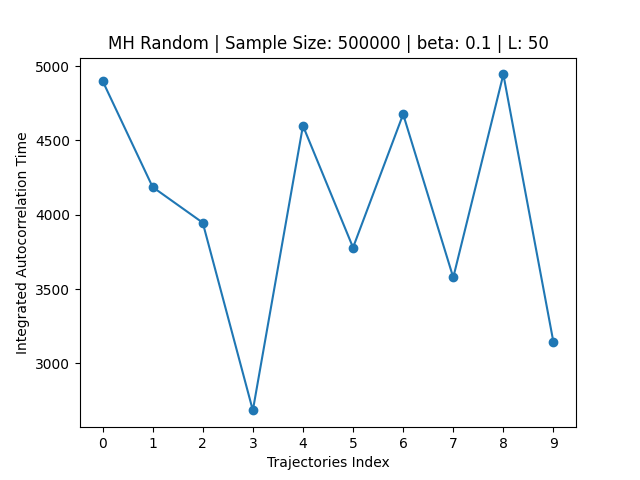 MH Random | Sample Size: 500000 | beta: 0.1 | L: 50
Integrated Autocorrelation Time
5000
4500
4000
3500
3000
0 1 2 3 4 5 6 7 8 9
Trajectories Index